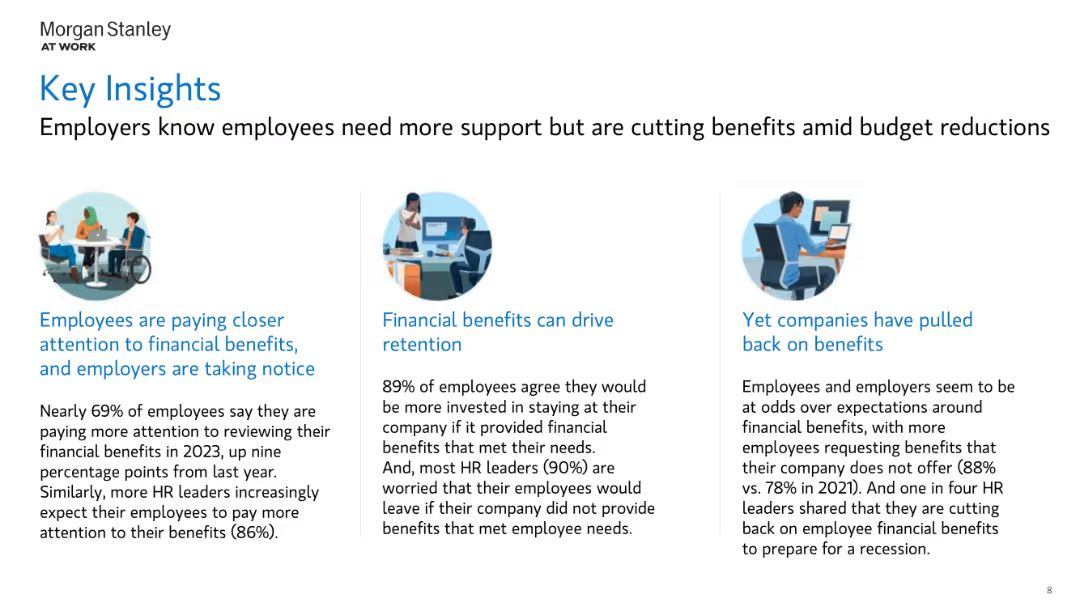 Morgan Stanley
AT WORK
Key Insights
Employers know employees need more support but are cutting benefits amid budget reductions
Employees are paying closer
attention to financial benefits,
and employers are taking notice
Nearly 69% of employees say they are
paying more attention to reviewing their
financial benefits in 2023, up nine
percentage points from last year.
Similarly, more HR leaders increasingly
expect their employees to pay more
attention to their benefits (86%).
Financial benefits can drive
retention
89% of employees agree they would
be more invested in staying at their
company if it provided financial
benefits that met their needs.
And, most HR leaders (90%) are
worried that their employees would
leave if their company did not provide
benefits that met employee needs.
Yet companies have pulled
back on benefits
Employees and employers seem to be
at odds over expectations around
financial benefits, with more
employees requesting benefits that
their company does not offer (88%
vs. 78% in 2021). And one in four HR
leaders shared that they are cutting
back on employee financial benefits
to prepare for a recession.
8